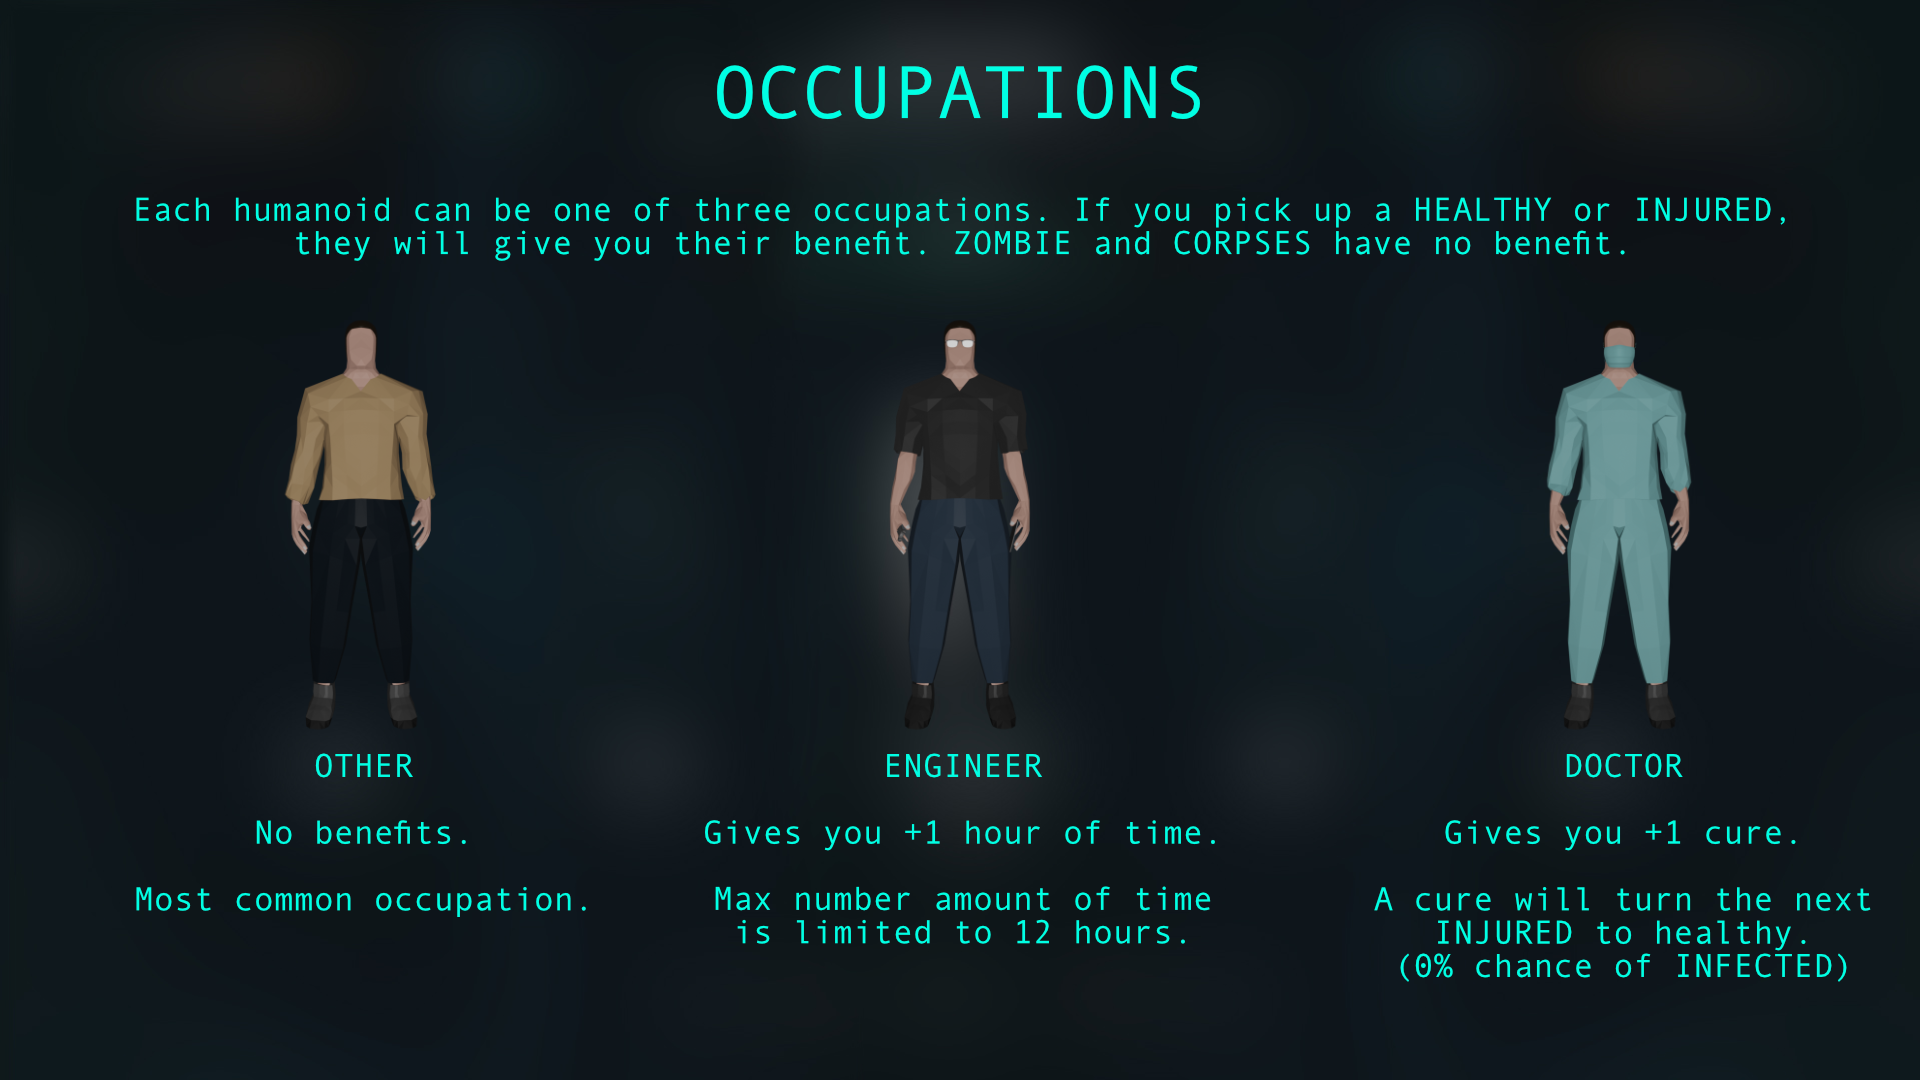 OCCUPATIONS
Each humanoid can be one of three occupations. If you pick up a HEALTHY or INJURED,
they will give you their benefit. ZOMBIE and CORPSES have no benefit.
OTHER
No benefits.
Most common occupation.
ENGINEER
Gives you +1 hour of time.
Max number amount of time
is limited to 12 hours.
DOCTOR
Gives you +1 cure.
A cure will turn the next
INJURED to healthy.
(0% chance of INFECTED)